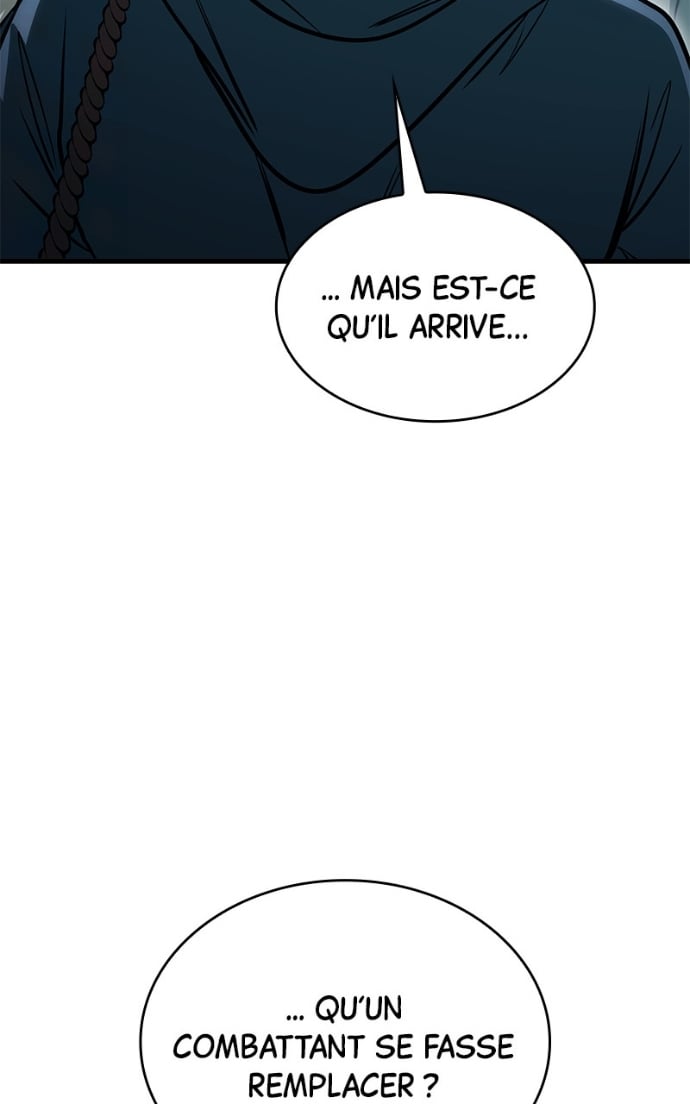 ... MAIS EST-CE
QU'IL ARRIVE...
... QU'UN
COMBATTANT SE FASSE
REMPLACER ?